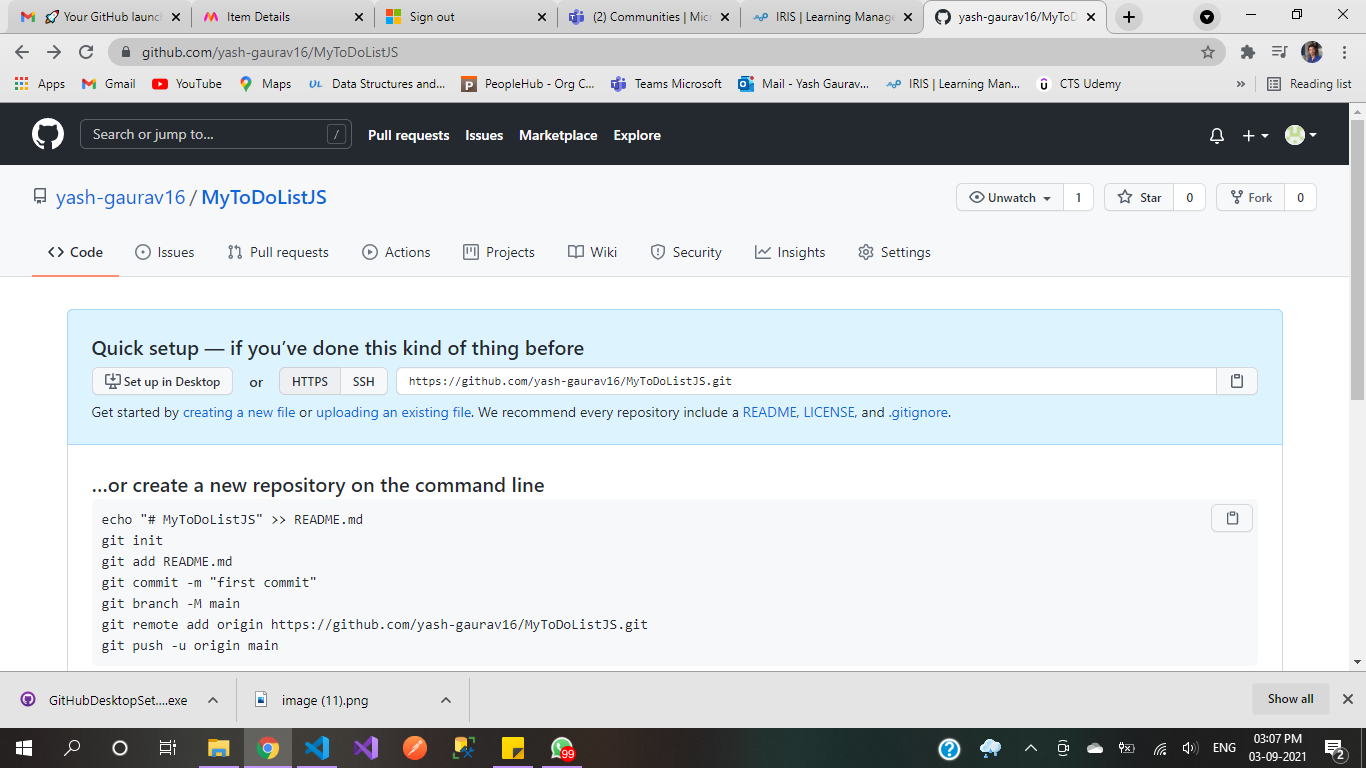 🚀 Your GitHub launc
Item Details
Sign out
(2) Communities | Micr
IRIS | Learning Manage
yash-gaurav16/MyToD
github.com/yash-gaurav16/MyToDoListJS
Apps
Gmail
YouTube
Maps
UL
Data Structures and...
PeopleHub - Org C...
Teams Microsoft
Mail - Yash Gaurav...
IRIS | Learning Man...
CTS Udemy
»
Reading list
Search or jump to...
/
Pull requests
Issues
Marketplace
Explore
yash-gaurav16 / MyToDoListJS
Unwatch
1
Star
0
Fork
0
Code
Issues
Pull requests
Actions
Projects
Wiki
Security
Insights
Settings
Quick setup — if you’ve done this kind of thing before
Set up in Desktop
or
HTTPS
SSH
https://github.com/yash-gaurav16/MyToDoListJS.git
Get started by creating a new file or uploading an existing file. We recommend every repository include a README, LICENSE, and .gitignore.
…or create a new repository on the command line
echo "# MyToDoListJS" >> README.md
git init
git add README.md
git commit -m "first commit"
git branch -M main
git remote add origin https://github.com/yash-gaurav16/MyToDoListJS.git
git push -u origin main
GitHubDesktopSet....exe
image (11).png
Show all
99
ENG
03:07 PM
03-09-2021
2